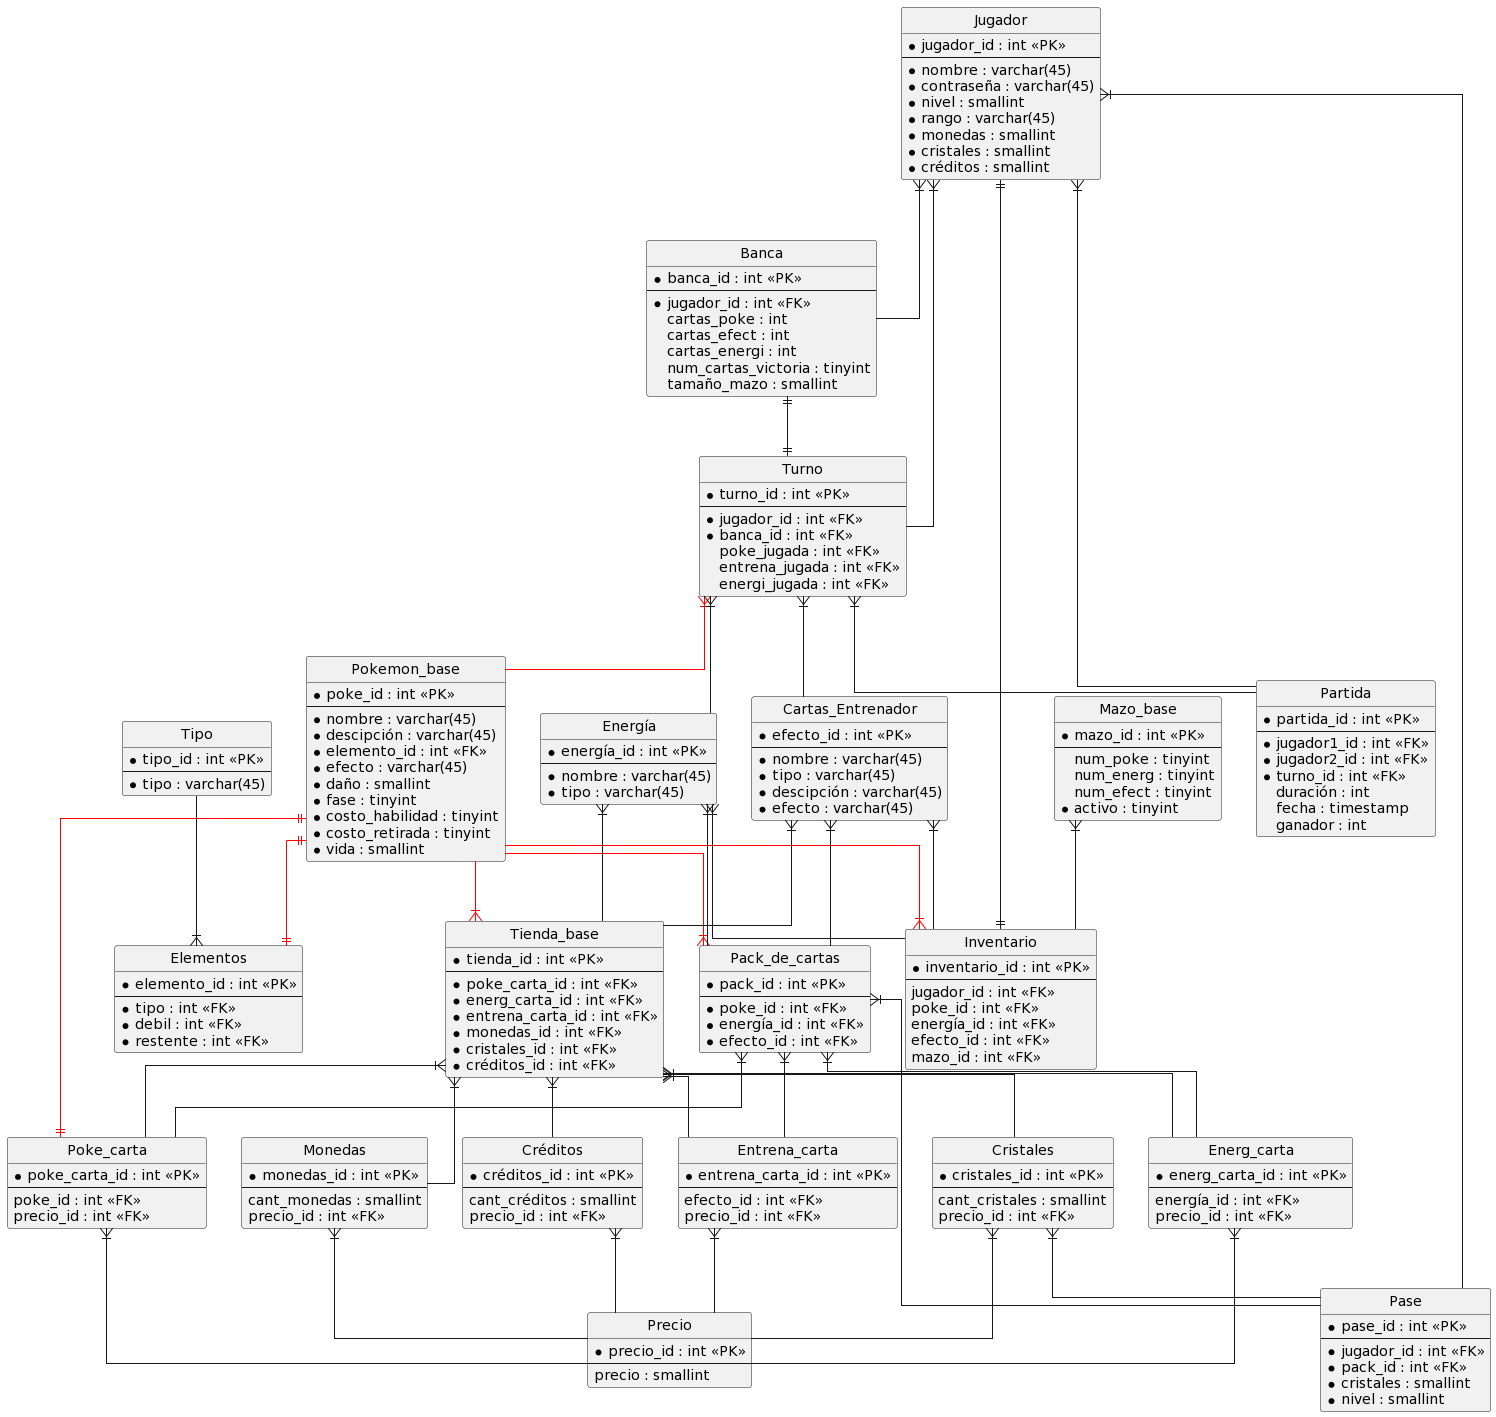 Jugador
jugador_id : int «PK»
nombre : varchar(45)
contraseña : varchar(45)
nivel : smallint
rango : varchar(45)
monedas : smallint
cristales : smallint
créditos : smallint
Banca
banca_id : int «PK»
jugador_id : int «FK»
cartas_poke : int
cartas_efect : int
cartas_energi : int
num_cartas_victoria : tinyint
tamaño_mazo : smallint
Turno
turno_id : int «PK»
jugador_id : int «FK»
banca_id : int «FK»
poke_jugada : int «FK»
entrena_jugada : int «FK»
energi_jugada : int «FK»
Pokemon_base
poke_id : int «PK»
nombre : varchar(45)
descipción : varchar(45)
elemento_id : int «FK»
efecto : varchar(45)
daño : smallint
fase : tinyint
costo_habilidad : tinyint
costo_retirada : tinyint
vida : smallint
Tipo
tipo_id : int «PK»
tipo : varchar(45)
Energía
energía_id : int «PK»
nombre : varchar(45)
tipo : varchar(45)
Cartas_Entrenador
efecto_id : int «PK»
nombre : varchar(45)
tipo : varchar(45)
descipción : varchar(45)
efecto : varchar(45)
Mazo_base
mazo_id : int «PK»
num_poke : tinyint
num_energ : tinyint
num_efect : tinyint
activo : tinyint
Partida
partida_id : int «PK»
jugador1_id : int «FK»
jugador2_id : int «FK»
turno_id : int «FK»
duración : int
fecha : timestamp
ganador : int
Elementos
elemento_id : int «PK»
tipo : int «FK»
debil : int «FK»
restente : int «FK»
Tienda_base
tienda_id : int «PK»
poke_carta_id : int «FK»
energ_carta_id : int «FK»
entrena_carta_id : int «FK»
monedas_id : int «FK»
cristales_id : int «FK»
créditos_id : int «FK»
Pack_de_cartas
pack_id : int «PK»
poke_id : int «FK»
energía_id : int «FK»
efecto_id : int «FK»
Inventario
inventario_id : int «PK»
jugador_id : int «FK»
poke_id : int «FK»
energía_id : int «FK»
efecto_id : int «FK»
mazo_id : int «FK»
Poke_carta
poke_carta_id : int «PK»
poke_id : int «FK»
precio_id : int «FK»
Monedas
monedas_id : int «PK»
cant_monedas : smallint
precio_id : int «FK»
Créditos
créditos_id : int «PK»
cant_créditos : smallint
precio_id : int «FK»
Entrena_carta
entrena_carta_id : int «PK»
efecto_id : int «FK»
precio_id : int «FK»
Cristales
cristales_id : int «PK»
cant_cristales : smallint
precio_id : int «FK»
Energ_carta
energ_carta_id : int «PK»
energía_id : int «FK»
precio_id : int «FK»
Precio
precio_id : int «PK»
precio : smallint
Pase
pase_id : int «PK»
jugador_id : int «FK»
pack_id : int «FK»
cristales : smallint
nivel : smallint